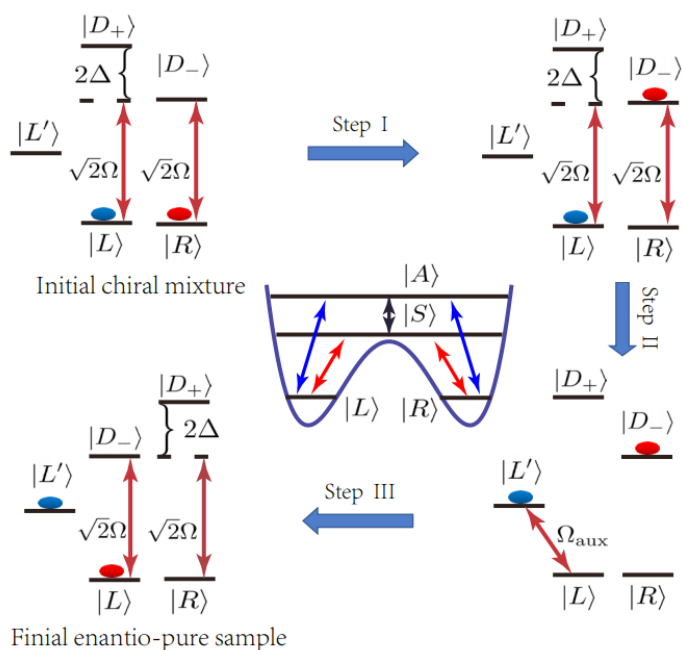 |D₊⟩
2Δ
|D₋⟩
|L′⟩
√2Ω
√2Ω
|L⟩
|R⟩
Initial chiral mixture
Step I
|D₊⟩
2Δ
|D₋⟩
|L′⟩
√2Ω
√2Ω
|L⟩
|R⟩
Step II
|A⟩
|S⟩
|L⟩
|R⟩
|D₊⟩
|D₋⟩
|L′⟩
Ωaux
|L⟩
|R⟩
Step III
|D₊⟩
2Δ
|D₋⟩
|L′⟩
√2Ω
√2Ω
|L⟩
|R⟩
Finial enantio-pure sample